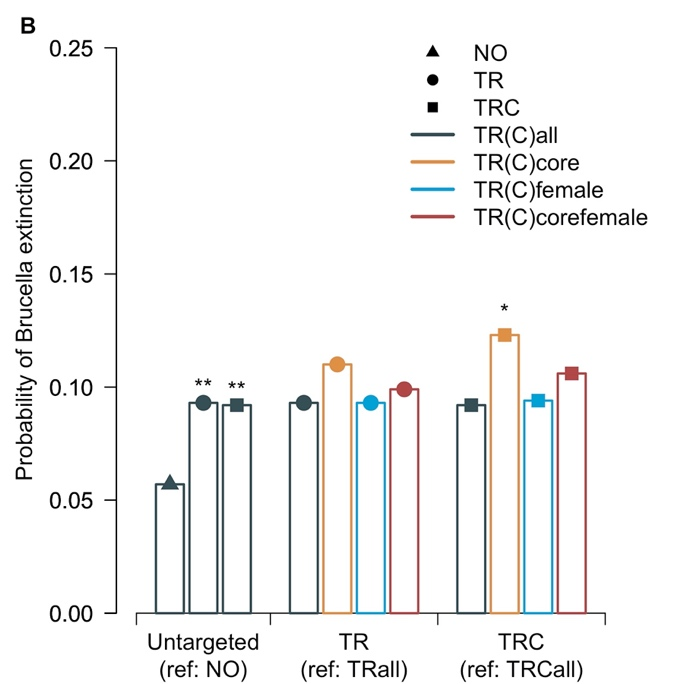 B
0.25
0.20
0.15
0.10
0.05
0.00
Probability of Brucella extinction
NO
TR
TRC
TR(C)all
TR(C)core
TR(C)female
TR(C)corefemale
** **
*
Untargeted TR TRC
(ref: NO) (ref: TRall) (ref: TRCall)